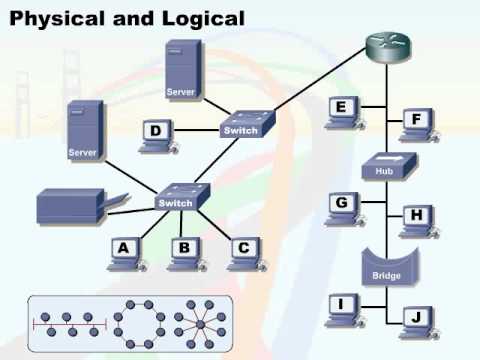 Physical and Logical
Server
Server
D
Switch
Switch
A
B
C
E
F
Hub
G
H
Bridge
I
J